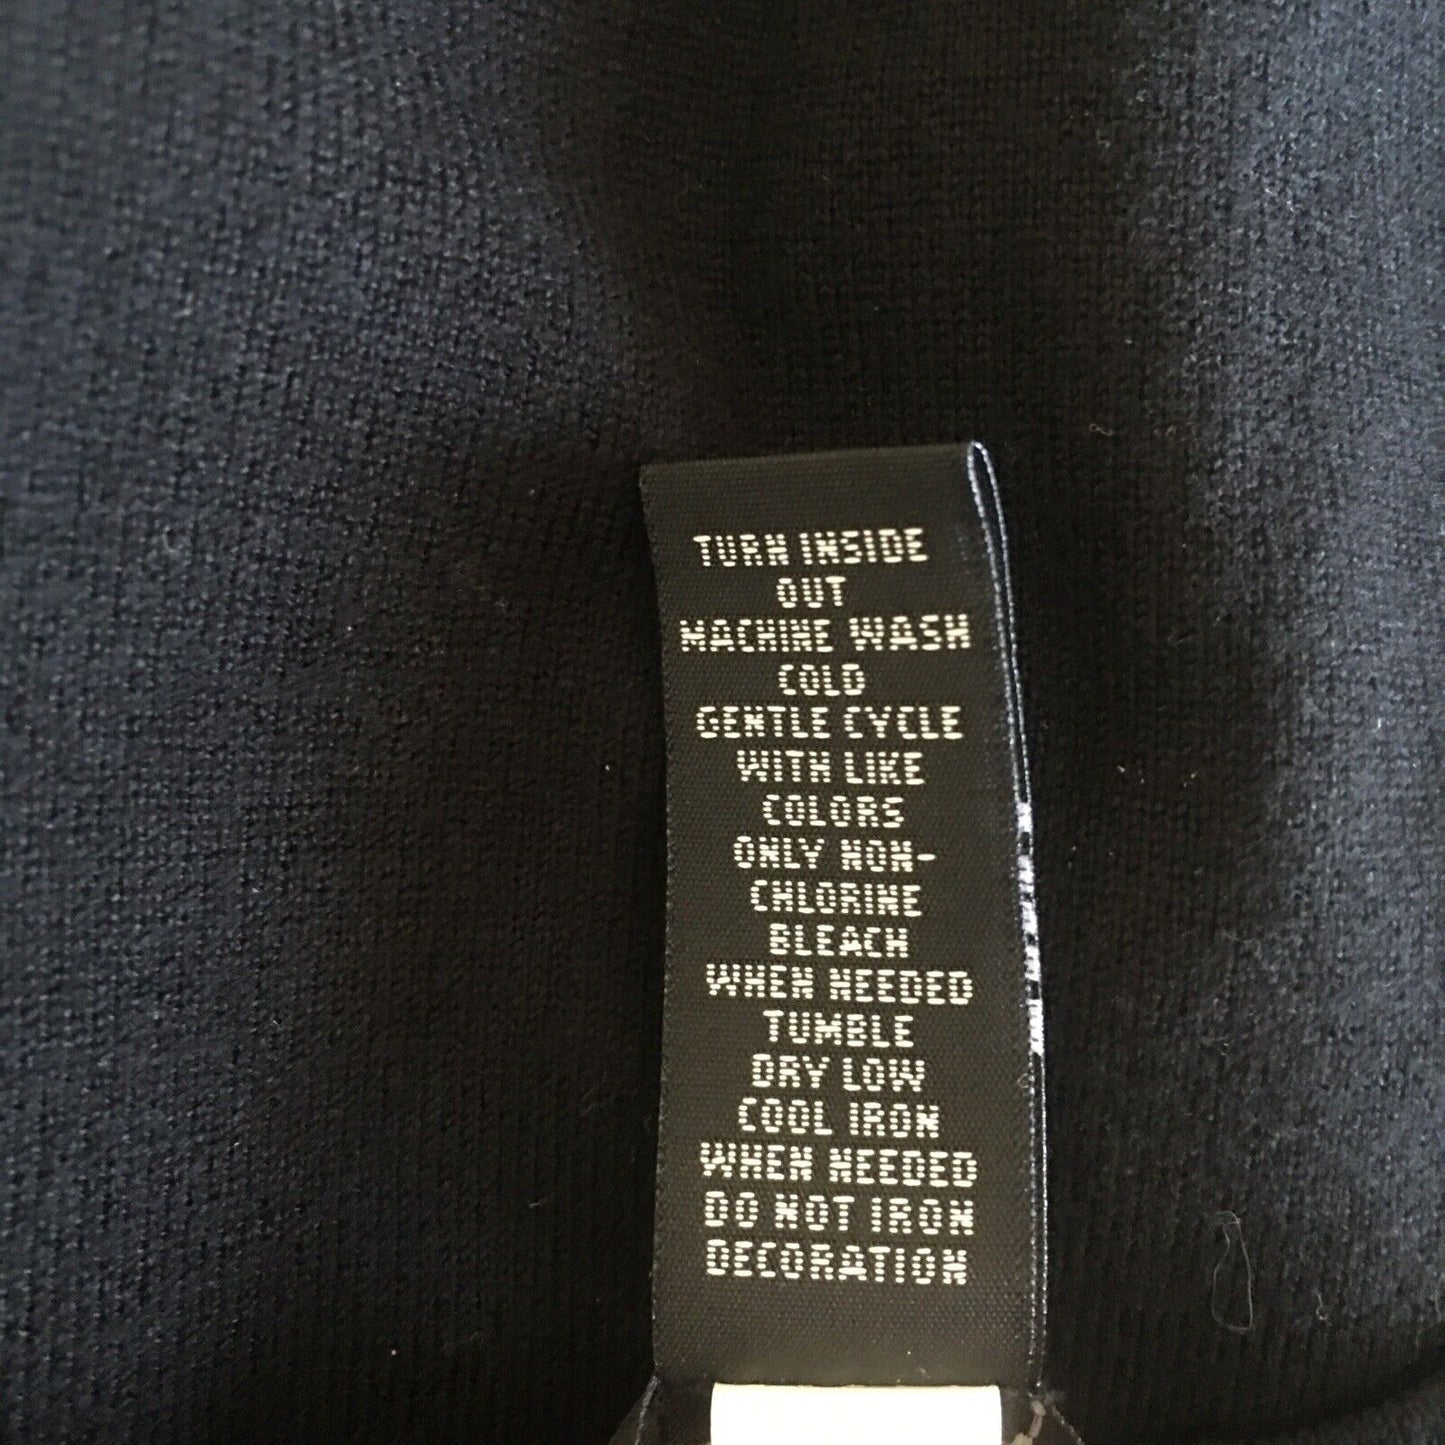 TURN INSIDE
OUT
MACHINE WASH
COLD
GENTLE CYCLE
WITH LIKE
COLORS
ONLY NON-
CHLORINE
BLEACH
WHEN NEEDED
TUMBLE
DRY LOW
COOL IRON
WHEN NEEDED
DO NOT IRON
DECORATION